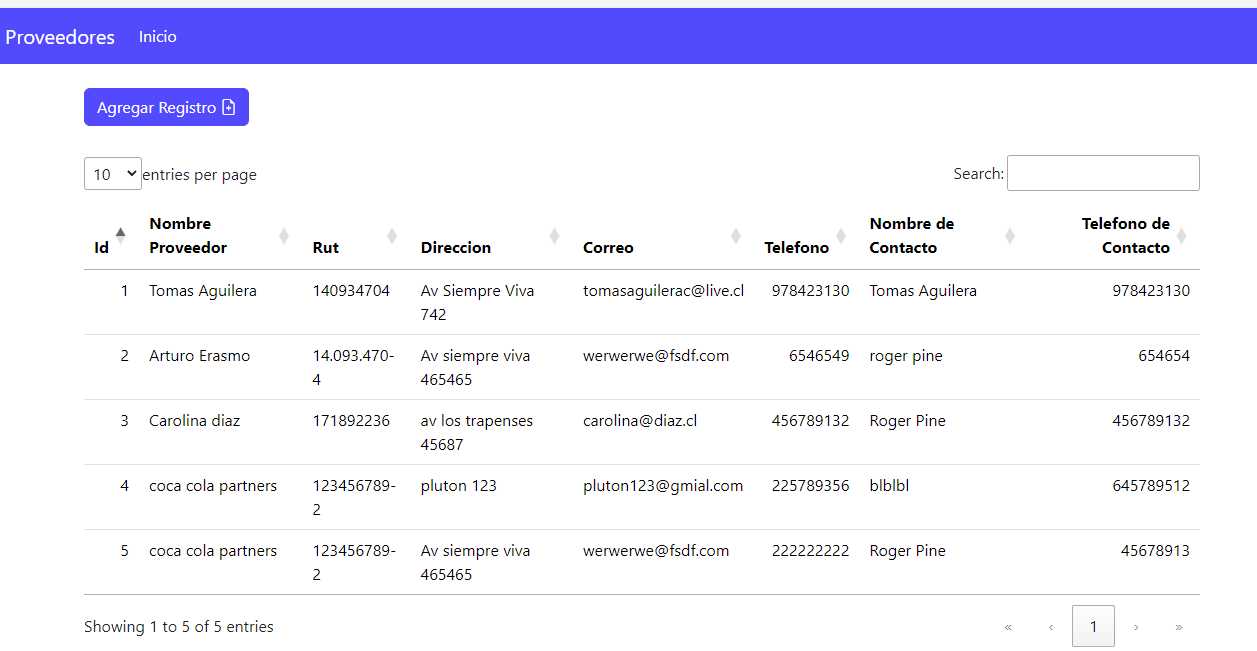 Proveedores Inicio
Agregar Registro
10 entries per page Search:
Id Nombre Proveedor Rut Direccion Correo Telefono Nombre de Contacto Telefono de Contacto
1 Tomas Aguilera 140934704 Av Siempre Viva 742 tomasaguilerac@live.cl 978423130 Tomas Aguilera 978423130
2 Arturo Erasmo 14.093.470-4 Av siempre viva 465465 werwerwe@fsdf.com 6546549 roger pine 654654
3 Carolina diaz 171892236 av los trapenses 45687 carolina@diaz.cl 456789132 Roger Pine 456789132
4 coca cola partners 123456789-2 pluton 123 pluton123@gmial.com 225789356 blblbl 645789512
5 coca cola partners 123456789-2 Av siempre viva 465465 werwerwe@fsdf.com 222222222 Roger Pine 45678913
Showing 1 to 5 of 5 entries « ‹ 1 › »